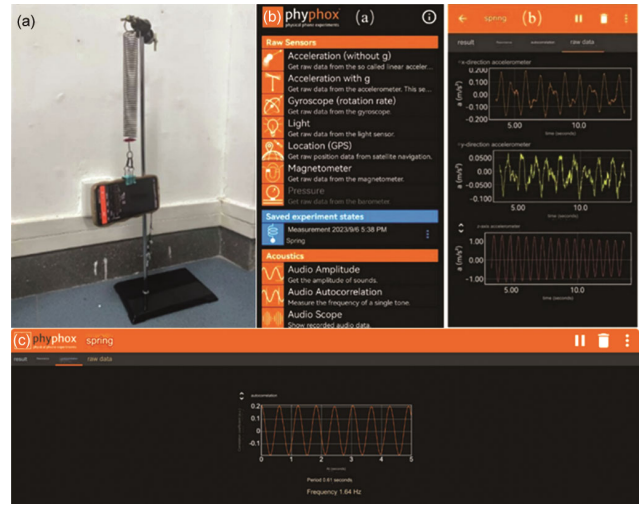 (a)
(b) phyphox (a)
physical phone experiments
Raw Sensors
Acceleration (without g)
Get raw data from the so called linear acceler...
Acceleration with g
Get raw data from the accelerometer. This se...
Gyroscope (rotation rate)
Get raw data from the gyroscope.
Light
Get raw data from the light sensor.
Location (GPS)
Get raw position data from satellite navigation.
Magnetometer
Get raw data from the magnetometer.
Pressure
Get raw data from the barometer.
Saved experiment states
Measurement 2023/9/6 5:38 PM
Spring
Acoustics
Audio Amplitude
Get the amplitude of sounds.
Audio Autocorrelation
Measure the frequency of a single tone.
Audio Scope
Show recorded audio data.
spring (b)
result autocorrelation raw data
x-direction accelerometer
a (m/s²)
0.200
0.100
0
-0.100
5.00 10.0
time (seconds)
y-direction accelerometer
a (m/s²)
0.0500
0
-0.0500
-0.100
5.00 10.0
time (seconds)
z-axis accelerometer
a (m/s²)
1.00
0
-1.00
5.00 10.0
time (seconds)
(c) phyphox spring
result raw data
autocorrelation
0.2
0.1
0
-0.1
0 1 2 3 4 5
Period 0.61 seconds
Frequency 1.64 Hz